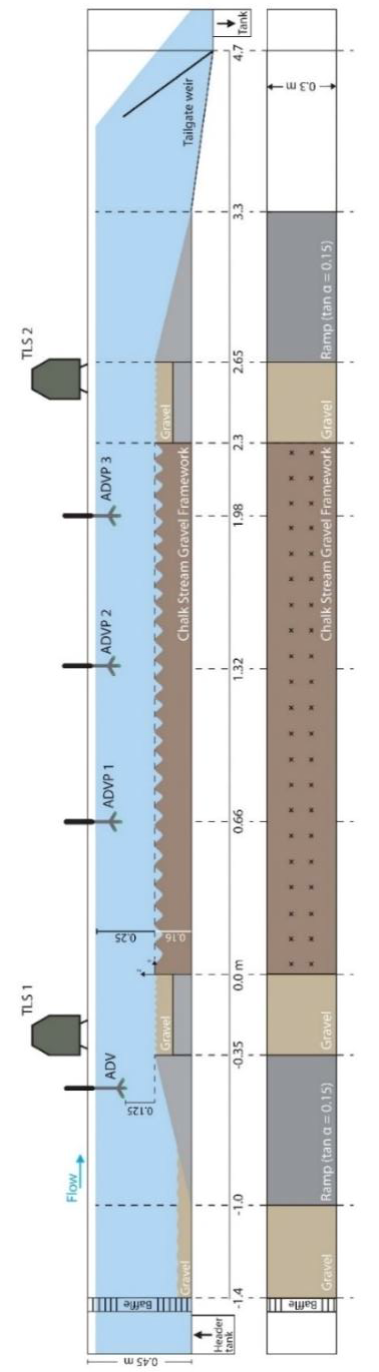 TLS 1
TLS 2
Flow
ADV
ADVP 1
ADVP 2
ADVP 3
0.45 m
0.125
0.25
0.16
z
Header
tank
Baffle
Gravel
Gravel
Chalk Stream Gravel Framework
Gravel
Tailgate weir
Tank
-1.4
-1.0
-0.35
0.0 m
0.66
1.32
1.98
2.3
2.65
3.3
4.7
Baffle
Gravel
Ramp (tan α = 0.15)
Gravel
Chalk Stream Gravel Framework
Gravel
Ramp (tan α = 0.15)
0.3 m